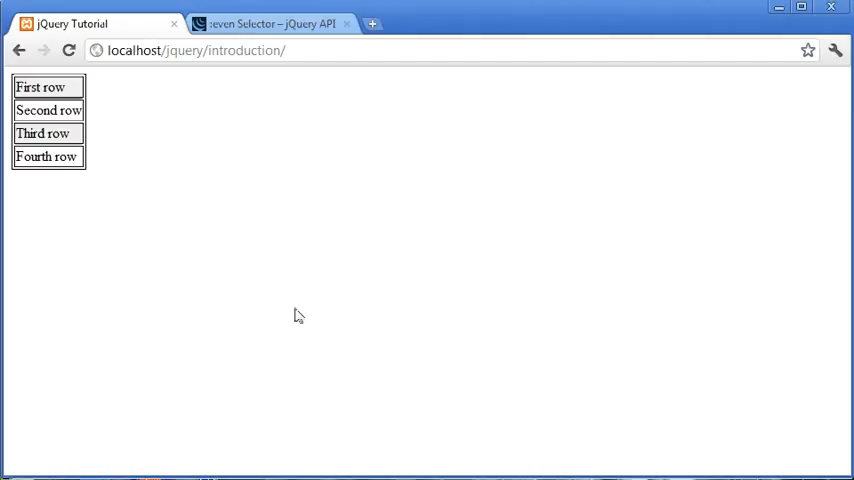 jQuery Tutorial
:even Selector – jQuery API
localhost/jquery/introduction/
First row
Second row
Third row
Fourth row